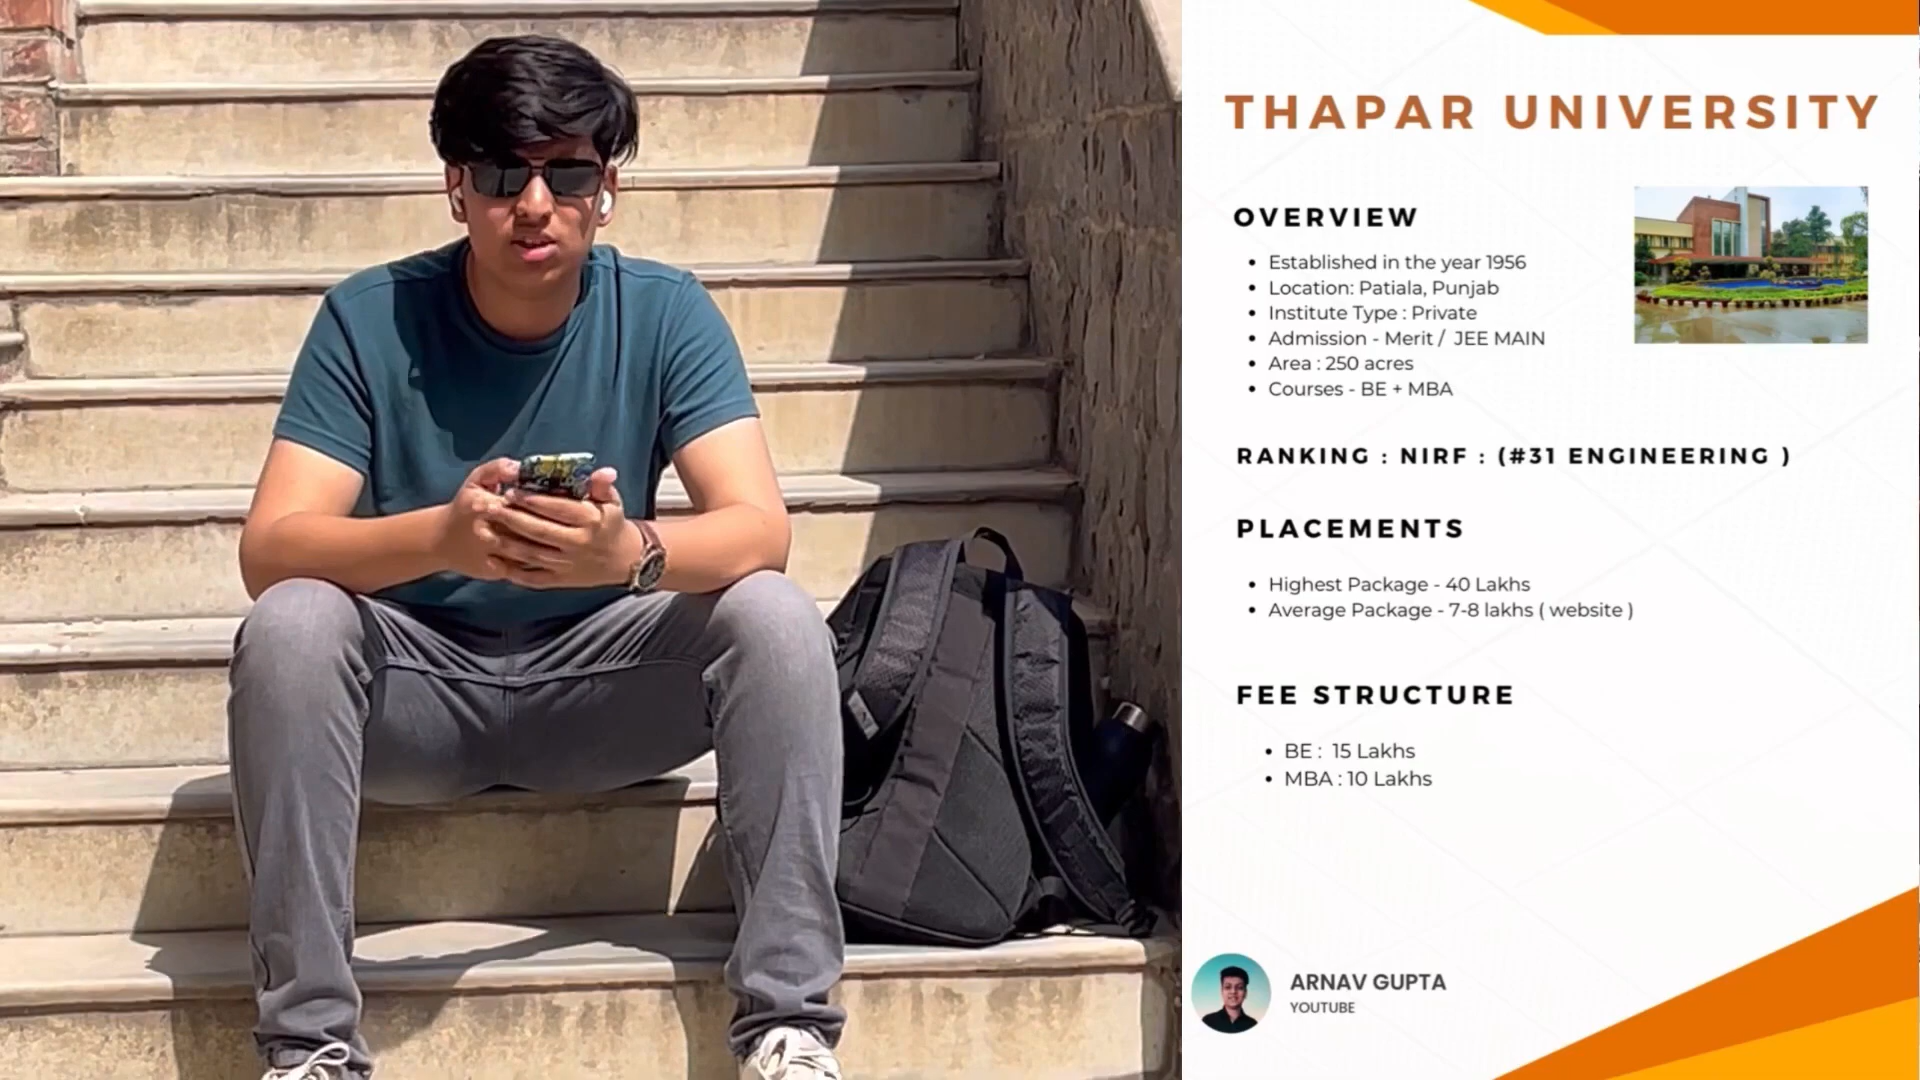 THAPAR UNIVERSITY
OVERVIEW
• Established in the year 1956
• Location: Patiala, Punjab
• Institute Type : Private
• Admission - Merit / JEE MAIN
• Area : 250 acres
• Courses - BE + MBA
RANKING : NIRF : (#31 ENGINEERING )
PLACEMENTS
• Highest Package - 40 Lakhs
• Average Package - 7-8 lakhs ( website )
FEE STRUCTURE
• BE : 15 Lakhs
• MBA : 10 Lakhs
ARNAV GUPTA
YOUTUBE